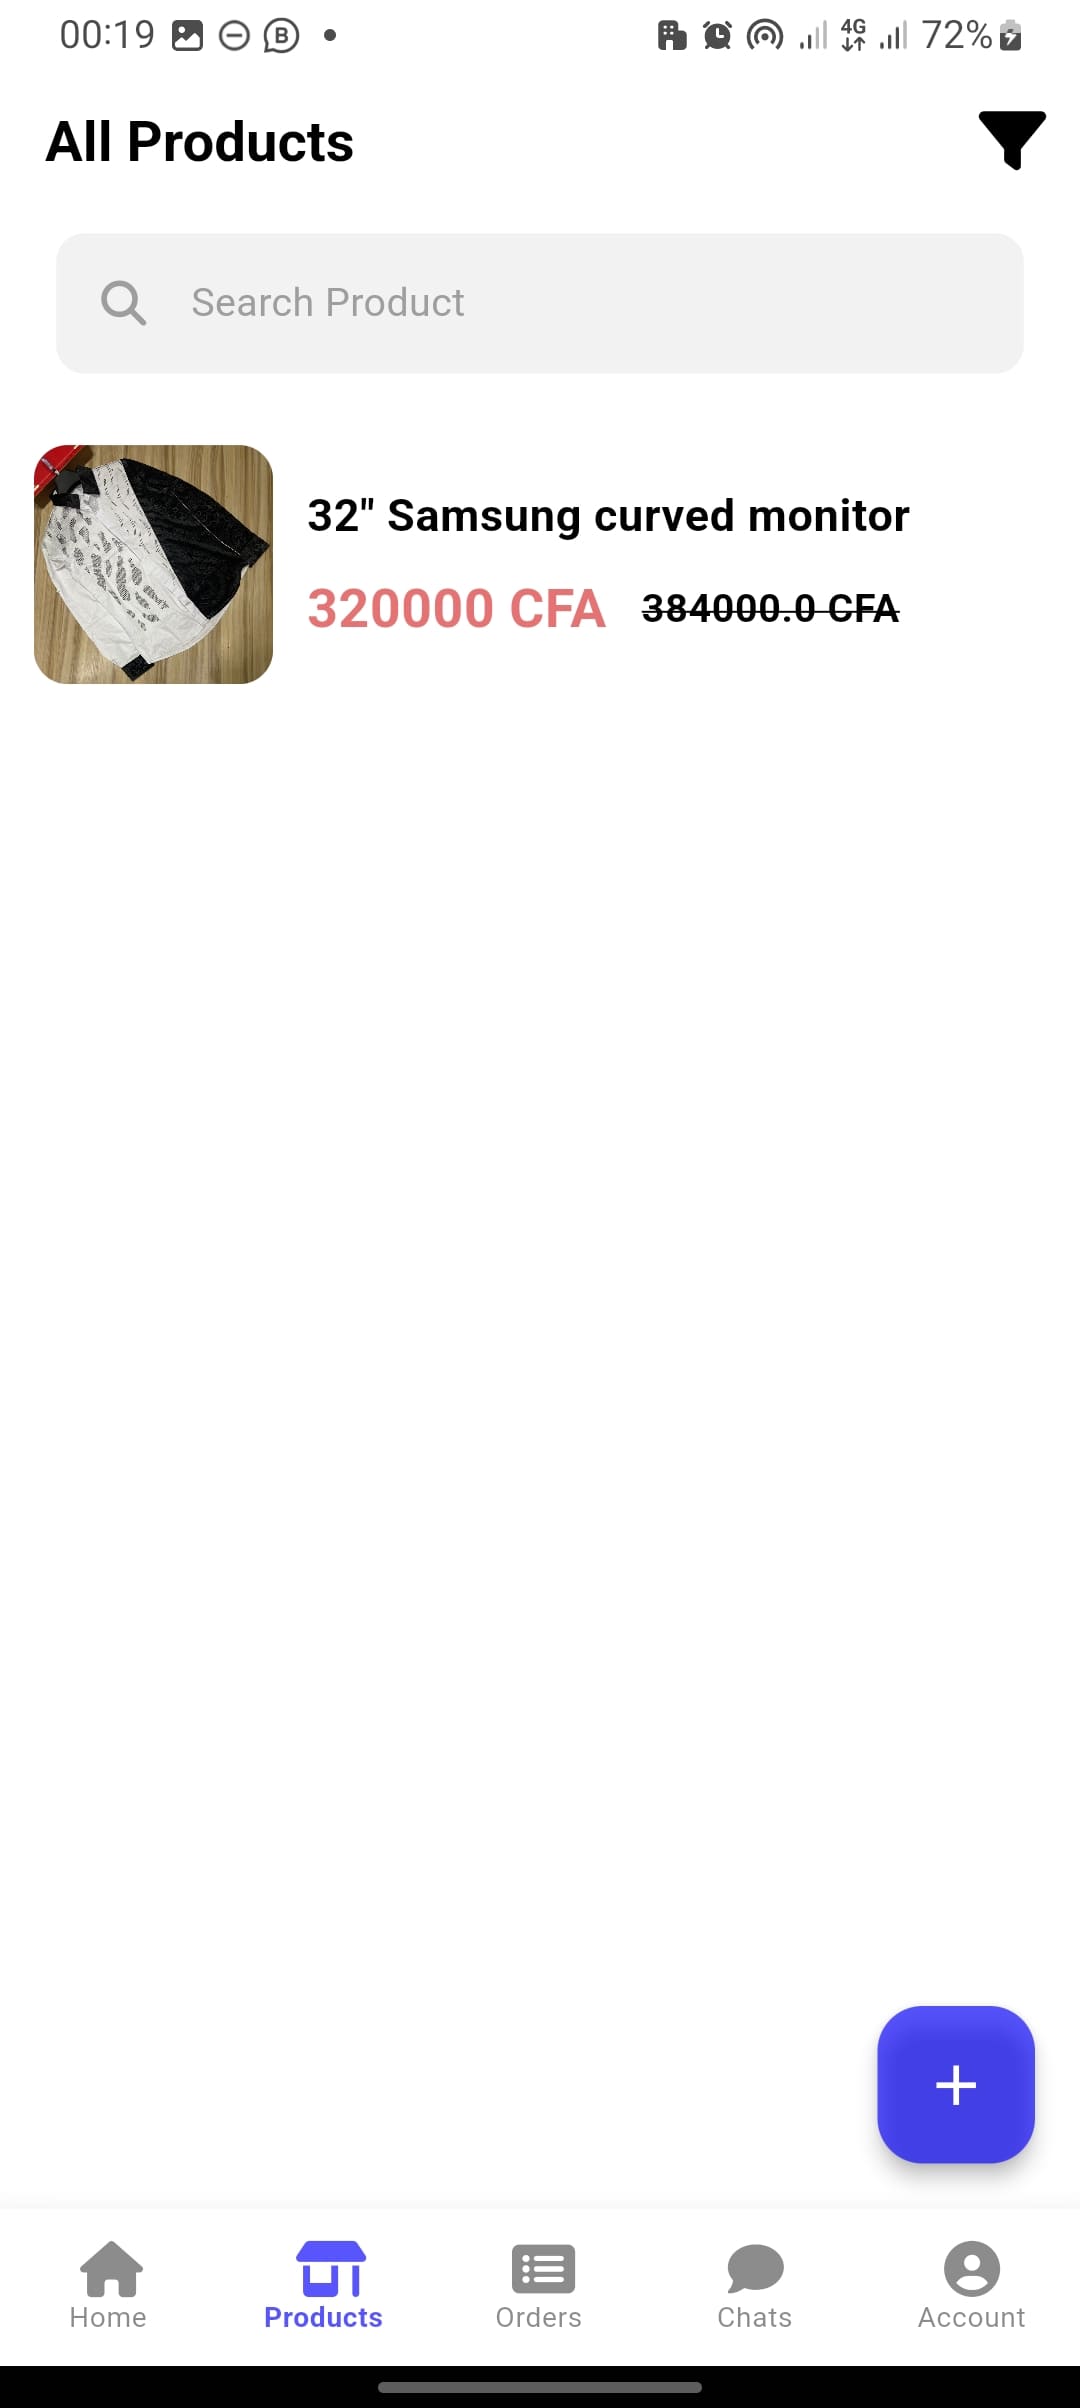 00:19 B 4G 72%
All Products
Search Product
32" Samsung curved monitor
320000 CFA 384000.0 CFA
Home Products Orders Chats Account